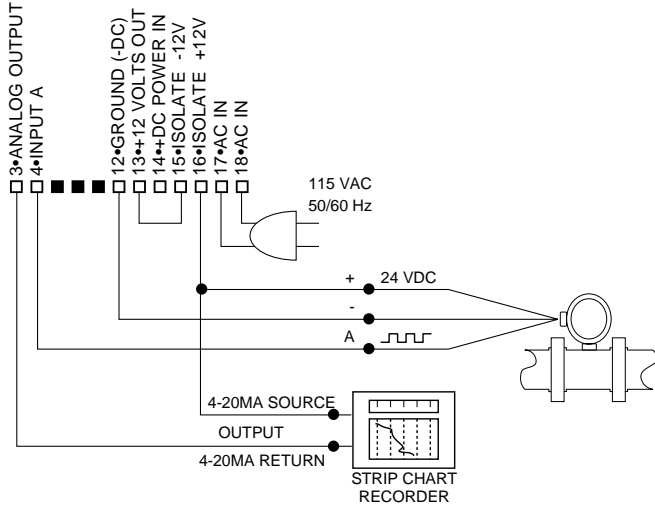 3•ANALOG OUTPUT
4•INPUT A
12•GROUND (-DC)
13•+12 VOLTS OUT
14•+DC POWER IN
15•ISOLATE -12V
16•ISOLATE +12V
17•AC IN
18•AC IN
115 VAC
50/60 Hz
+ 24 VDC
-
A
4-20MA SOURCE
OUTPUT
4-20MA RETURN
STRIP CHART
RECORDER